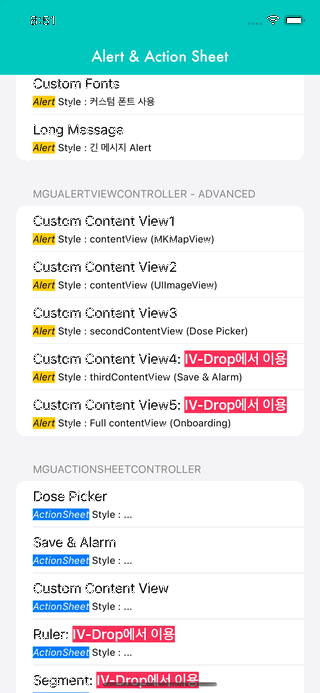 Alert & Action Sheet
Custom Fonts
Alert Style : 커스텀 폰트 사용
Long Message
Alert Style : 긴 메시지 Alert
MGUALERTVIEWCONTROLLER - ADVANCED
Custom Content View1
Alert Style : contentView (MKMapView)
Custom Content View2
Alert Style : contentView (UIImageView)
Custom Content View3
Alert Style : secondContentView (Dose Picker)
Custom Content View4: IV-Drop에서 이용
Alert Style : thirdContentView (Save & Alarm)
Custom Content View5: IV-Drop에서 이용
Alert Style : Full contentView (Onboarding)
MGUACTIONSHEETCONTROLLER
Dose Picker
ActionSheet Style : ...
Save & Alarm
ActionSheet Style : ...
Custom Content View
ActionSheet Style : ...
Ruler: IV-Drop에서 이용
ActionSheet Style : ...
Segment: IV-Drop에서 이용